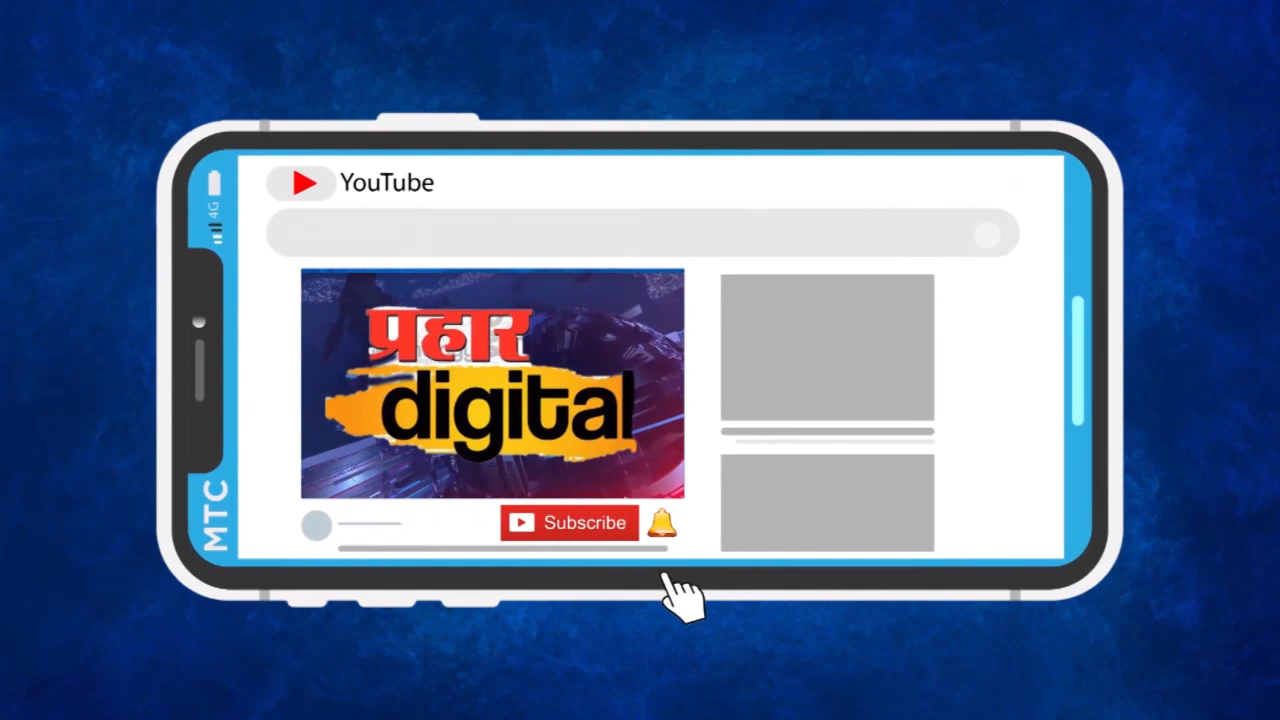 4G
MTC
YouTube
प्रहार
digital
Subscribe